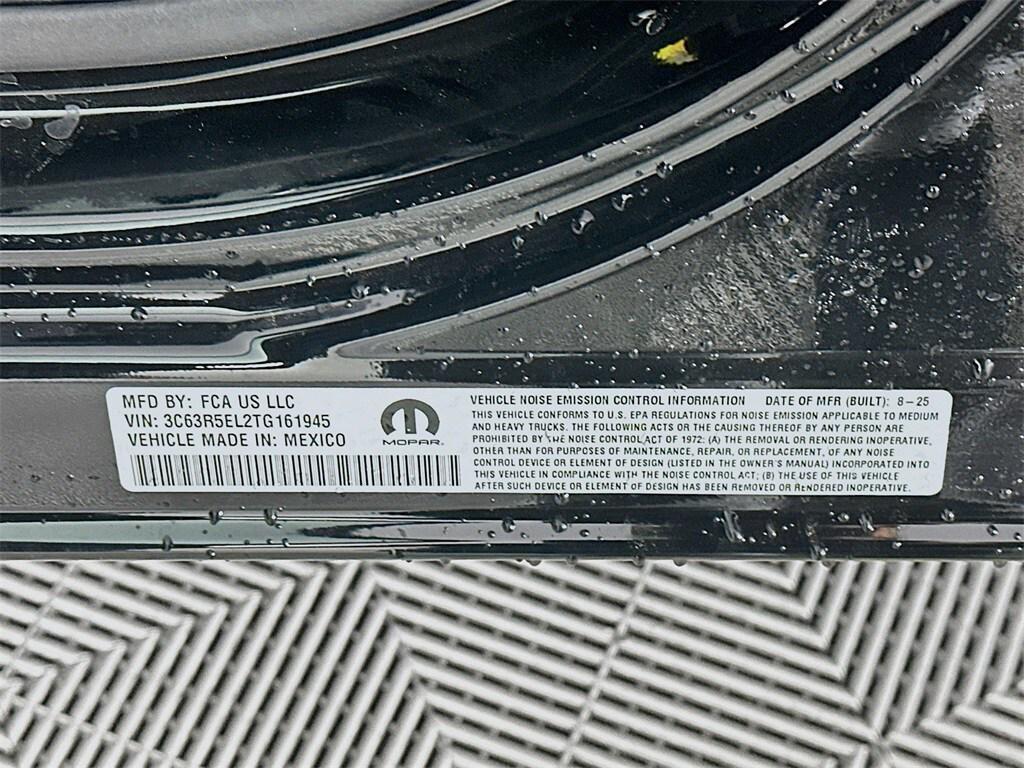 MFD BY: FCA US LLC
VIN: 3C63R5EL2TG161945
VEHICLE MADE IN: MEXICO
MOPAR.
VEHICLE NOISE EMISSION CONTROL INFORMATION DATE OF MFR (BUILT): 8-25
THIS VEHICLE CONFORMS TO U.S. EPA REGULATIONS FOR NOISE EMISSION APPLICABLE TO MEDIUM
AND HEAVY TRUCKS. THE FOLLOWING ACTS OR THE CAUSING THEREOF BY ANY PERSON ARE
PROHIBITED BY THE NOISE CONTROL ACT OF 1972: (A) THE REMOVAL OR RENDERING INOPERATIVE,
OTHER THAN FOR PURPOSES OF MAINTENANCE, REPAIR, OR REPLACEMENT, OF ANY NOISE
CONTROL DEVICE OR ELEMENT OF DESIGN (LISTED IN THE OWNER'S MANUAL) INCORPORATED INTO
THIS VEHICLE IN COMPLIANCE WITH THE NOISE CONTROL ACT; (B) THE USE OF THIS VEHICLE
AFTER SUCH DEVICE OR ELEMENT OF DESIGN HAS BEEN REMOVED OR RENDERED INOPERATIVE.